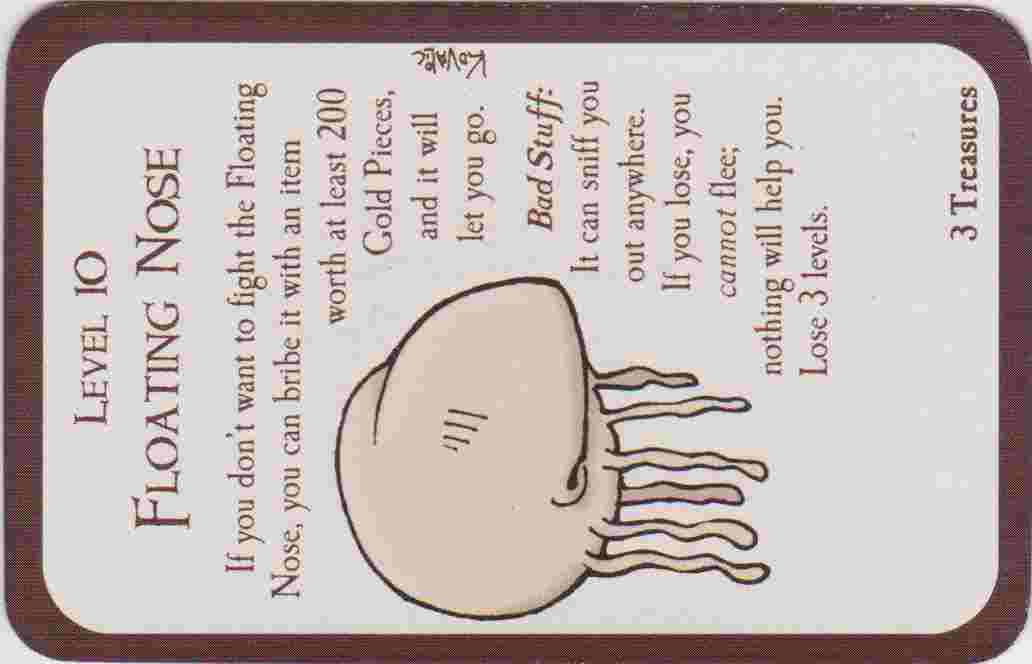 LEVEL 10
FLOATING NOSE
If you don't want to fight the Floating
Nose, you can bribe it with an item
worth at least 200
Gold Pieces,
and it will
let you go.
KOVALIC
Bad Stuff:
It can sniff you
out anywhere.
If you lose, you
cannot flee;
nothing will help you.
Lose 3 levels.
3 Treasures